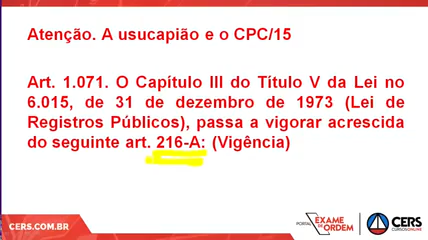 Atenção. A usucapião e o CPC/15
Art. 1.071. O Capítulo III do Título V da Lei no
6.015, de 31 de dezembro de 1973 (Lei de
Registros Públicos), passa a vigorar acrescida
do seguinte art. 216-A: (Vigência)
CERS.COM.BR
PORTAL EXAME DE ORDEM
CERS
CURSOS ONLINE